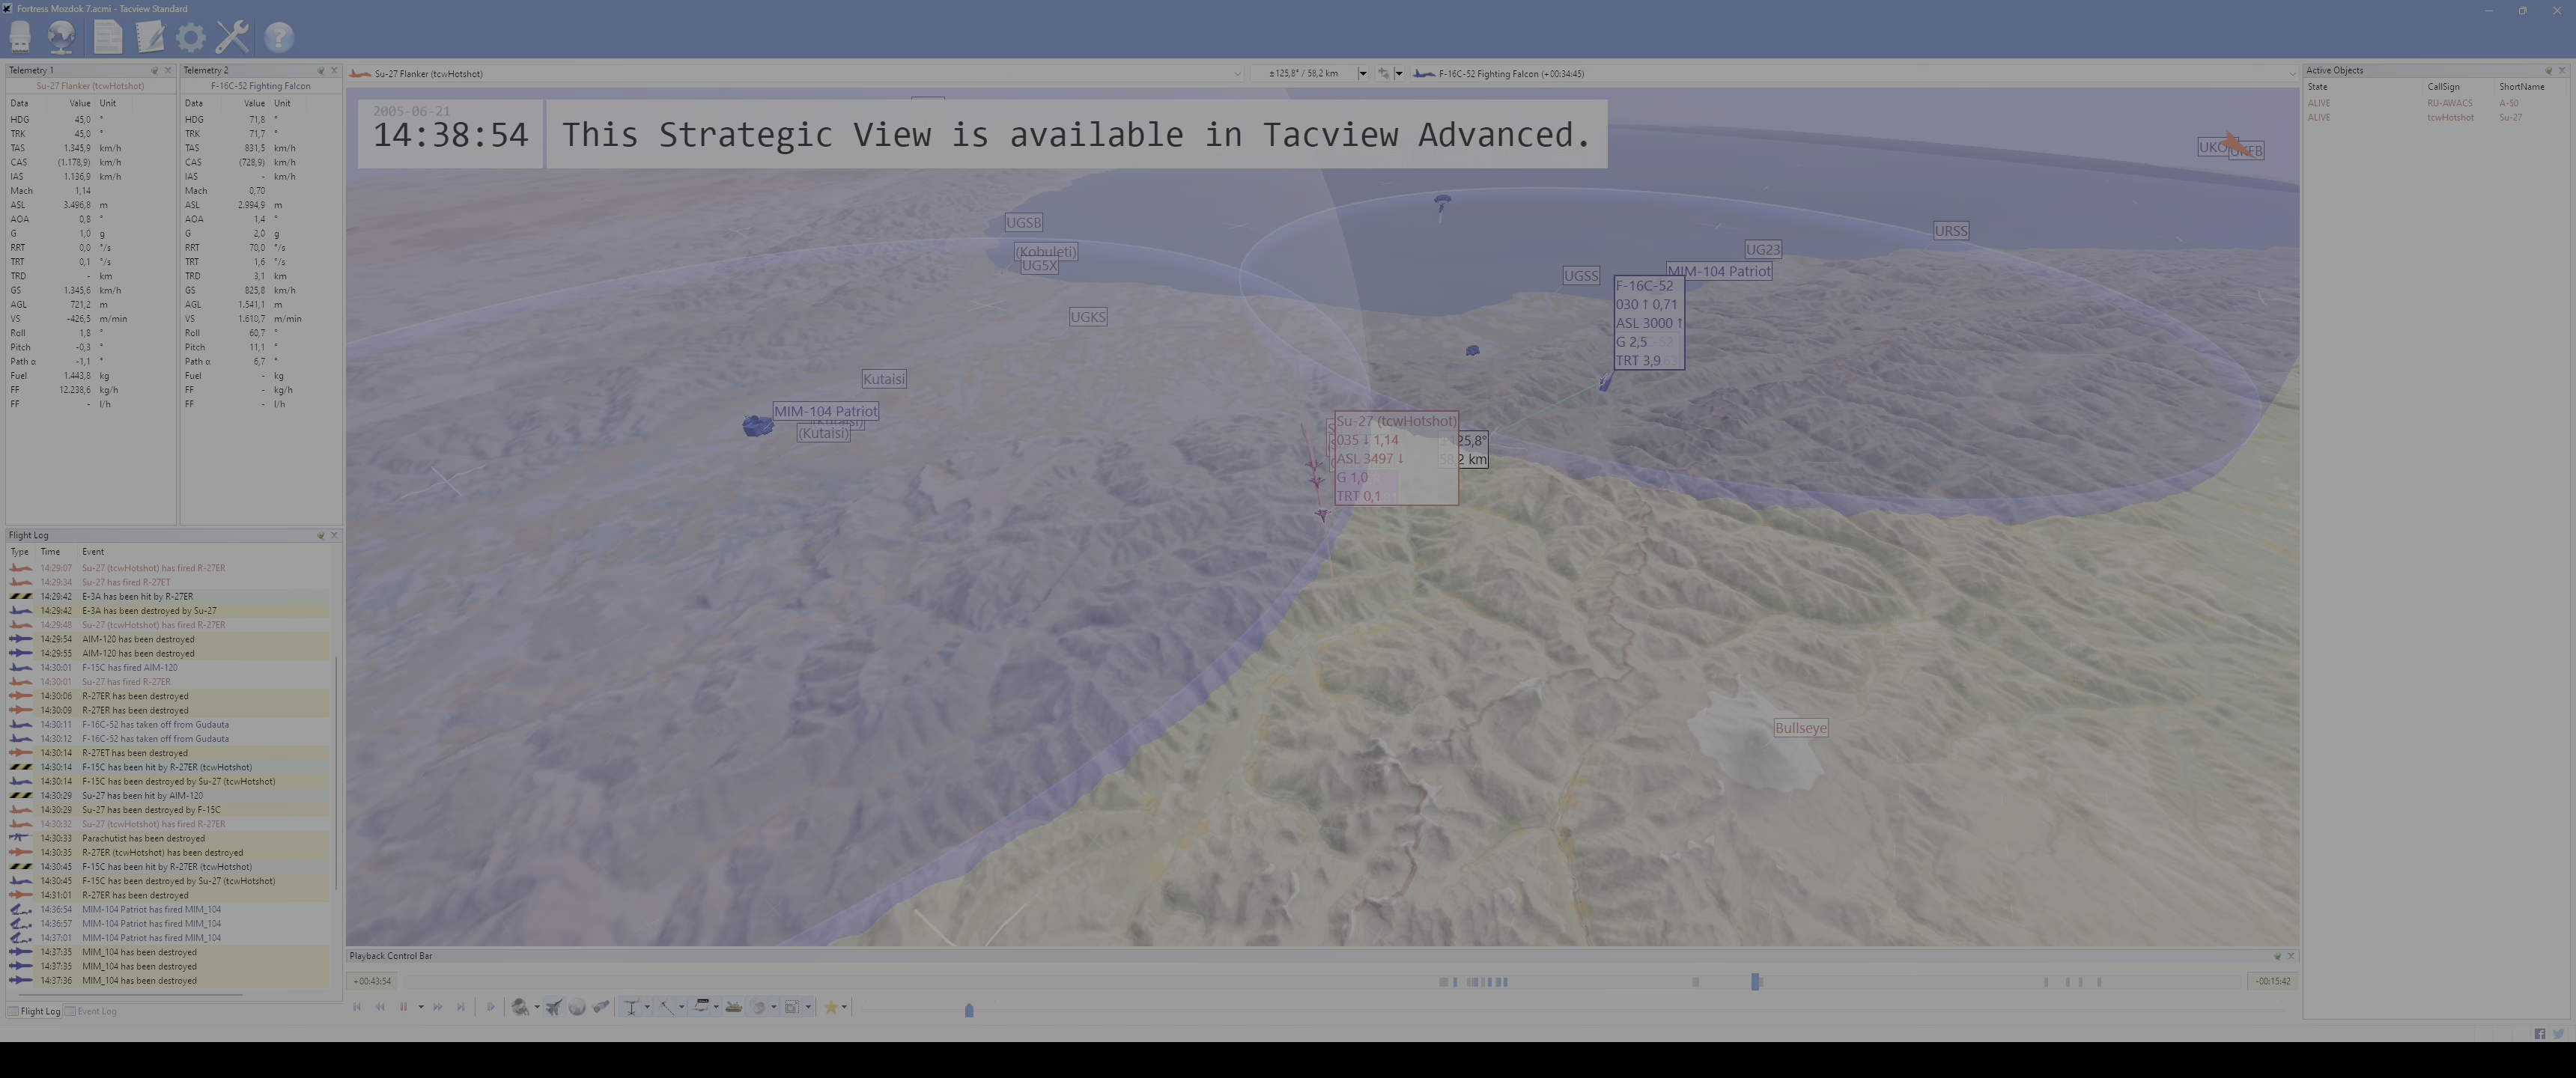 Fortress Mozdok 7.acmi - Tacview Standard
Telemetry 1
Su-27 Flanker (tcwHotshot)
Data Value Unit
HDG 45,0 °
TRK 45,0 °
TAS 1.345,9 km/h
CAS (1.178,9) km/h
IAS 1.136,9 km/h
Mach 1,14
ASL 3.496,8 m
AOA 0,8 °
G 1,0 g
RRT 0,0 °/s
TRT 0,1 °/s
TRD - km
GS 1.345,6 km/h
AGL 721,2 m
VS -426,5 m/min
Roll 1,8 °
Pitch -0,3 °
Path α -1,1 °
Fuel 1.443,8 kg
FF 12.238,6 kg/h
FF - l/h
Telemetry 2
F-16C-52 Fighting Falcon
Data Value Unit
HDG 71,8 °
TRK 71,7 °
TAS 831,5 km/h
CAS (728,9) km/h
IAS - km/h
Mach 0,70
ASL 2.994,9 m
AOA 1,4 °
G 2,0 g
RRT 70,0 °/s
TRT 1,6 °/s
TRD 3,1 km
GS 825,8 km/h
AGL 1.541,1 m
VS 1.610,7 m/min
Roll 60,7 °
Pitch 11,1 °
Path α 6,7 °
Fuel - kg
FF - kg/h
FF - l/h
Flight Log
Type Time Event
14:29:07 Su-27 (tcwHotshot) has fired R-27ER
14:29:34 Su-27 has fired R-27ET
14:29:42 E-3A has been hit by R-27ER
14:29:42 E-3A has been destroyed by Su-27
14:29:48 Su-27 (tcwHotshot) has fired R-27ER
14:29:54 AIM-120 has been destroyed
14:29:55 AIM-120 has been destroyed
14:30:01 F-15C has fired AIM-120
14:30:01 Su-27 has fired R-27ER
14:30:06 R-27ER has been destroyed
14:30:09 R-27ER has been destroyed
14:30:11 F-16C-52 has taken off from Gudauta
14:30:12 F-16C-52 has taken off from Gudauta
14:30:14 R-27ET has been destroyed
14:30:14 F-15C has been hit by R-27ER (tcwHotshot)
14:30:14 F-15C has been destroyed by Su-27 (tcwHotshot)
14:30:29 Su-27 has been hit by AIM-120
14:30:29 Su-27 has been destroyed by F-15C
14:30:32 Su-27 (tcwHotshot) has fired R-27ER
14:30:33 Parachutist has been destroyed
14:30:35 R-27ER (tcwHotshot) has been destroyed
14:30:45 F-15C has been hit by R-27ER (tcwHotshot)
14:30:45 F-15C has been destroyed by Su-27 (tcwHotshot)
14:31:01 R-27ER has been destroyed
14:36:54 MIM-104 Patriot has fired MIM_104
14:36:57 MIM-104 Patriot has fired MIM_104
14:37:01 MIM-104 Patriot has fired MIM_104
14:37:35 MIM_104 has been destroyed
14:37:35 MIM_104 has been destroyed
14:37:36 MIM_104 has been destroyed
Flight Log Event Log
Su-27 Flanker (tcwHotshot) ±125,8° / 58,2 km F-16C-52 Fighting Falcon (+00:34:45)
2005-06-21
14:38:54 This Strategic View is available in Tacview Advanced.
UGSB
(Kobuleti)
UG5X
UGKS
Kutaisi
MIM-104 Patriot
(Kutaisi)
(Kutaisi)
URSS
UG23
UGSS
MIM-104 Patriot
F-16C-52
030 ↑ 0,71
ASL 3000 ↑
G 2,5
TRT 3,9
Su-27 (tcwHotshot)
035 ↓ 1,14
ASL 3497 ↓
G 1,0
TRT 0,1
25,8°
2 km
Bullseye
UKFB
Playback Control Bar
+00:43:54 -00:15:42
Active Objects
State CallSign ShortName
ALIVE RU-AWACS A-50
ALIVE tcwHotshot Su-27